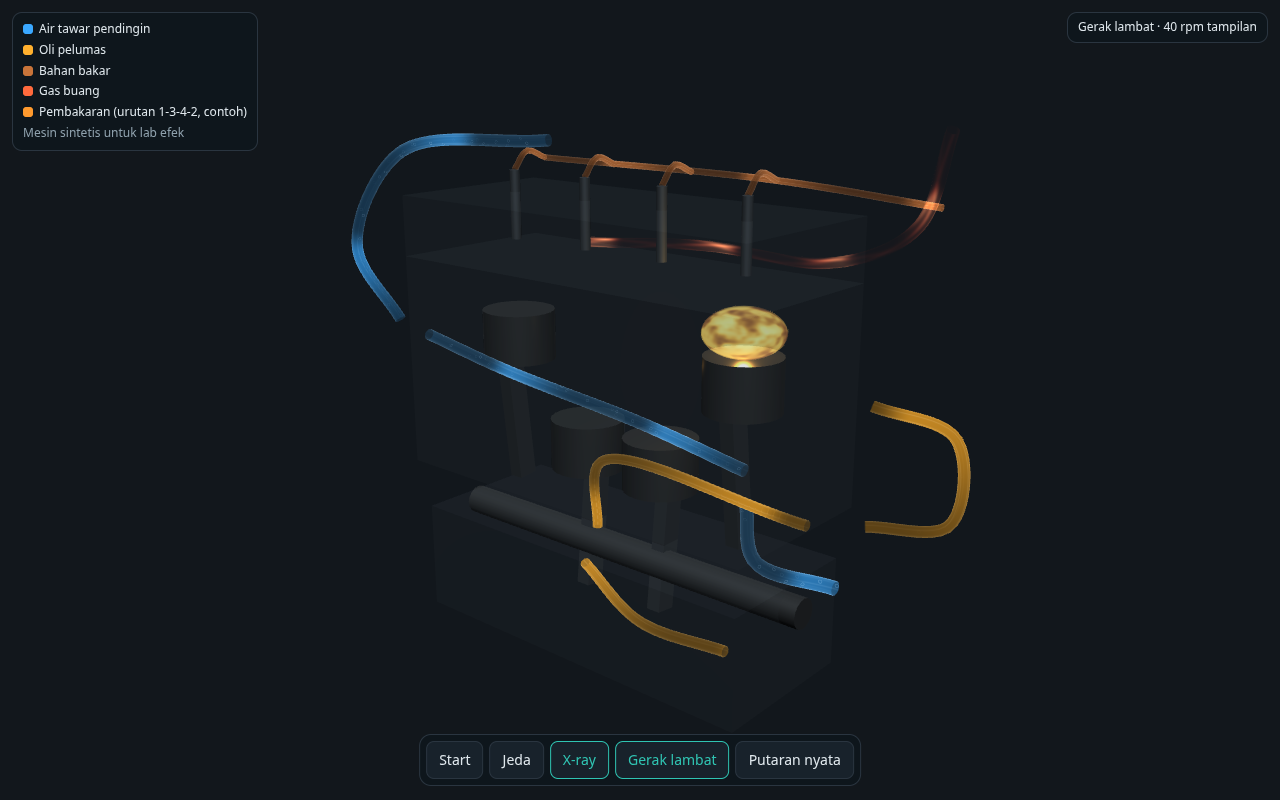 Air tawar pendingin
Oli pelumas
Bahan bakar
Gas buang
Pembakaran (urutan 1-3-4-2, contoh)
Mesin sintetis untuk lab efek
Gerak lambat · 40 rpm tampilan
Start
Jeda
X-ray
Gerak lambat
Putaran nyata